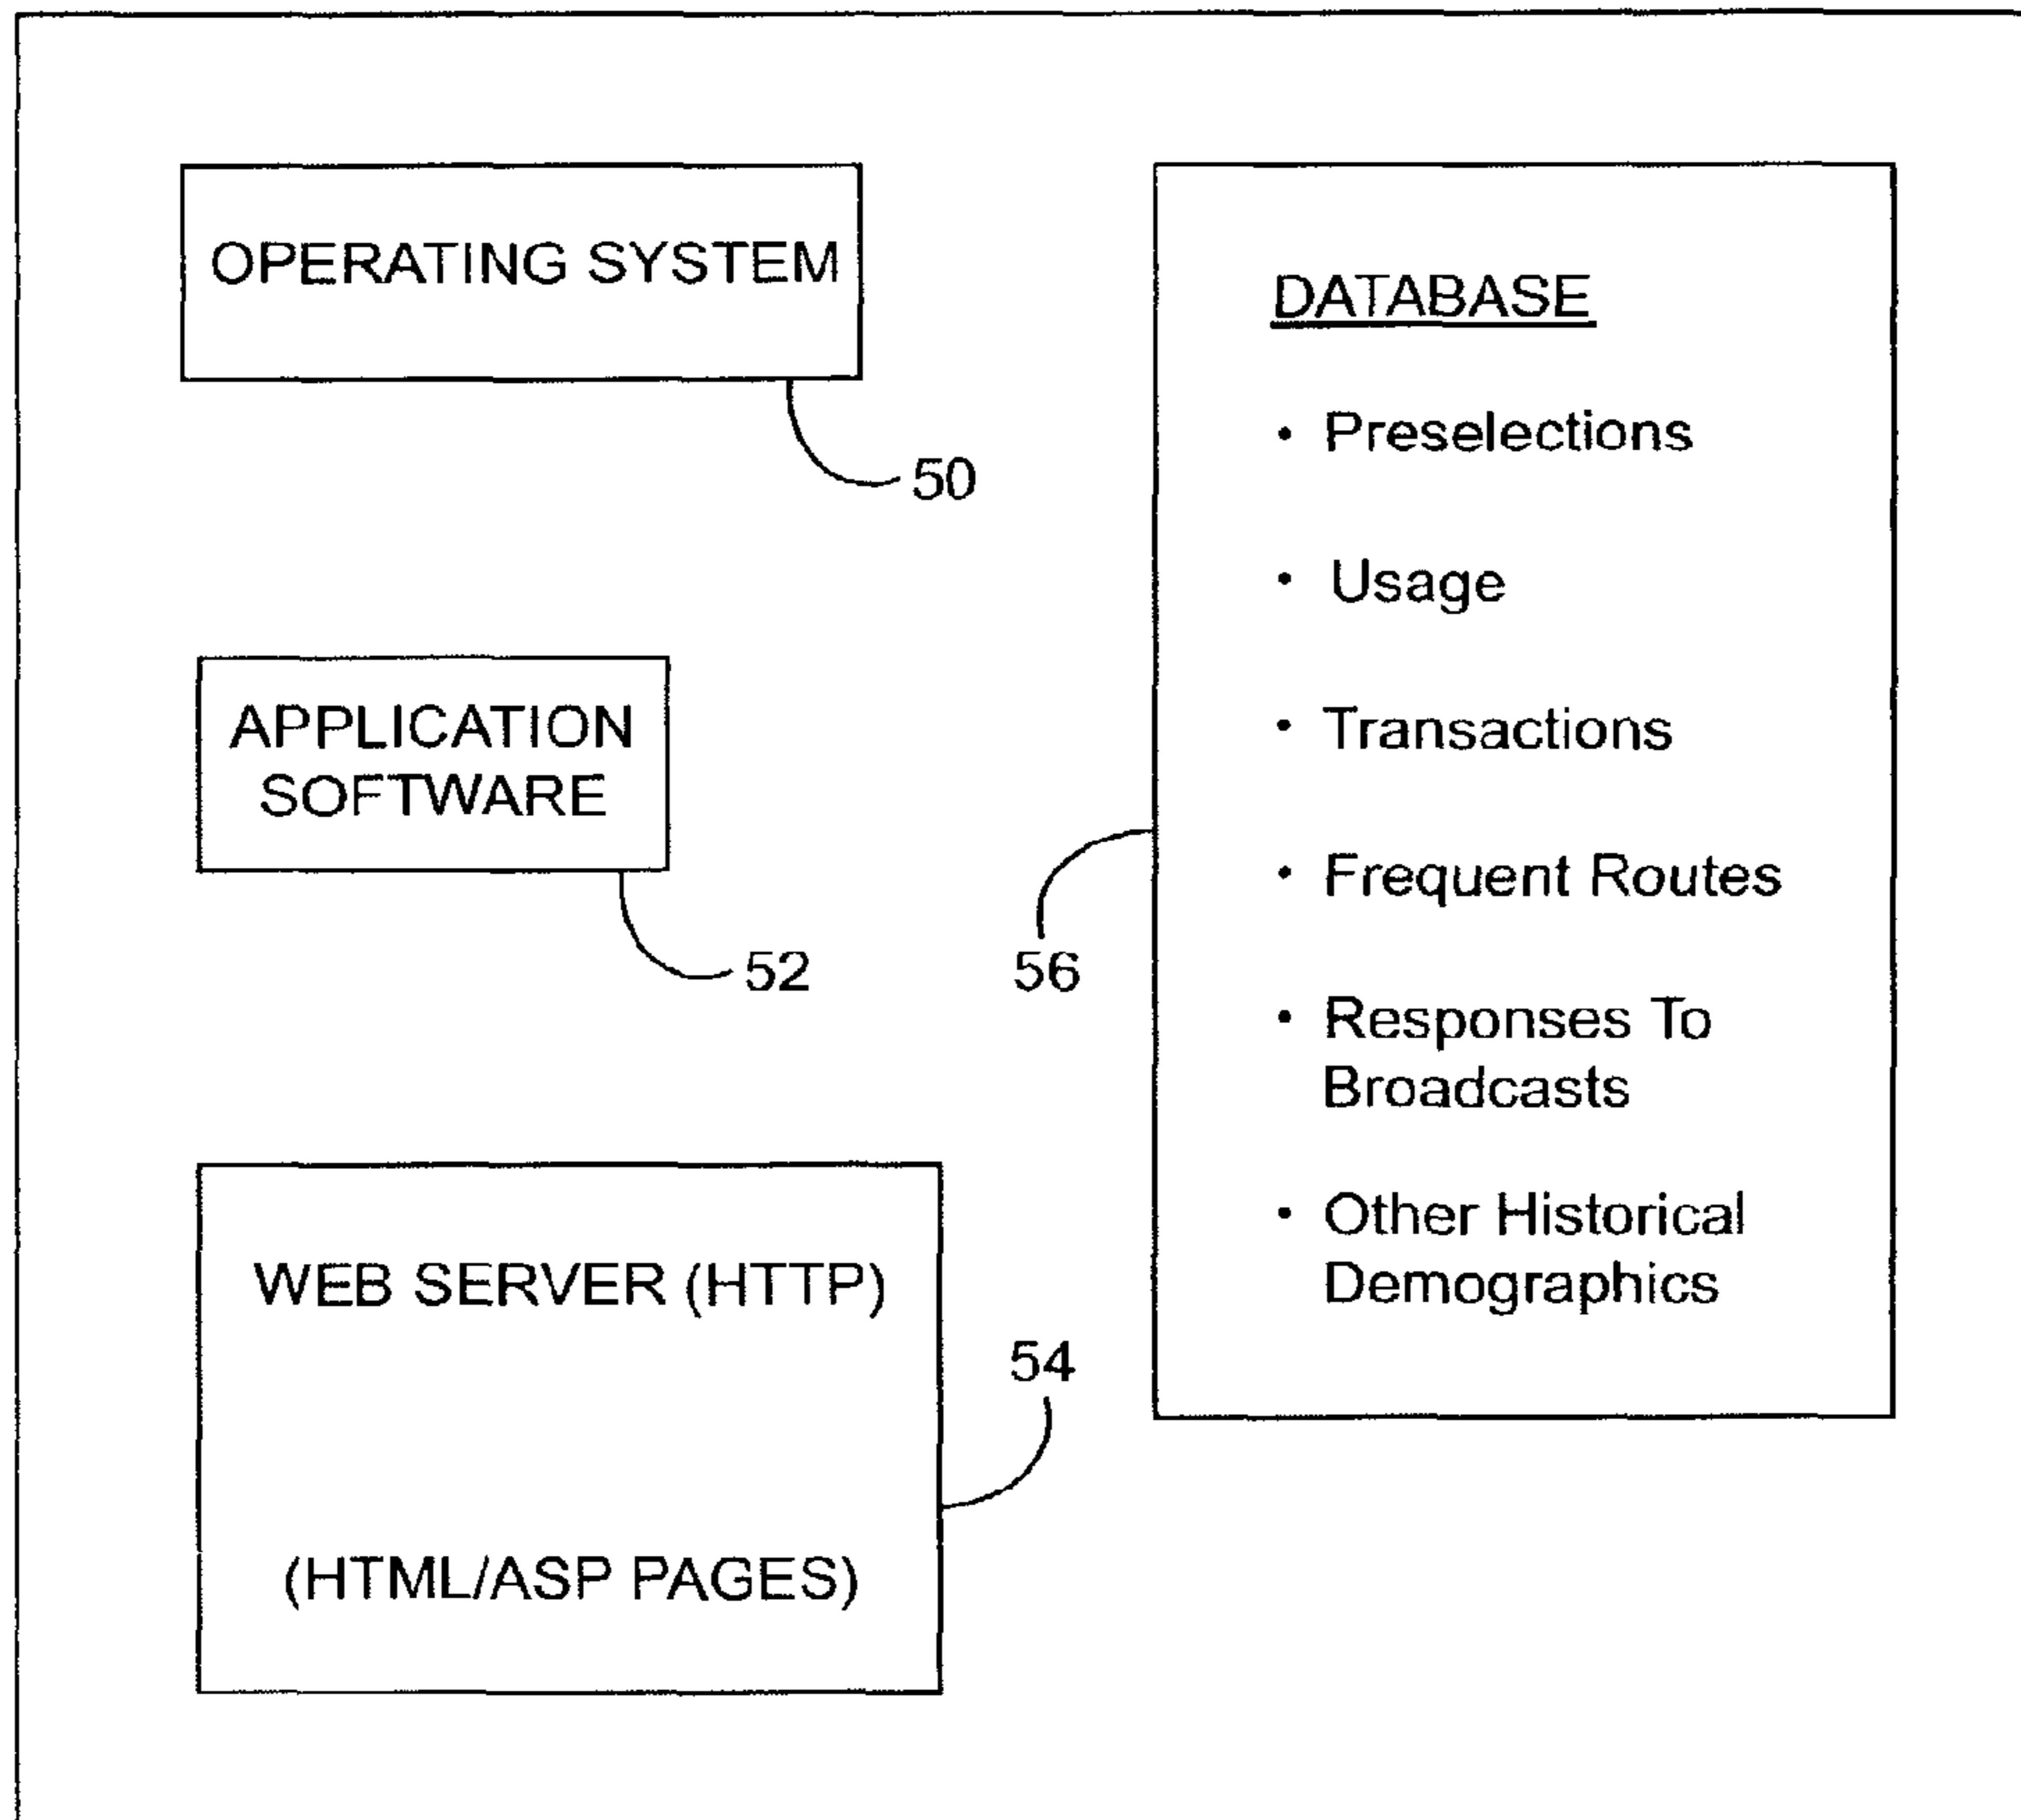 OPERATING SYSTEM
50
APPLICATION
SOFTWARE
52
WEB SERVER (HTTP)
(HTML/ASP PAGES)
54
DATABASE
• Preselections
• Usage
• Transactions
• Frequent Routes
• Responses To
Broadcasts
• Other Historical
Demographics
56